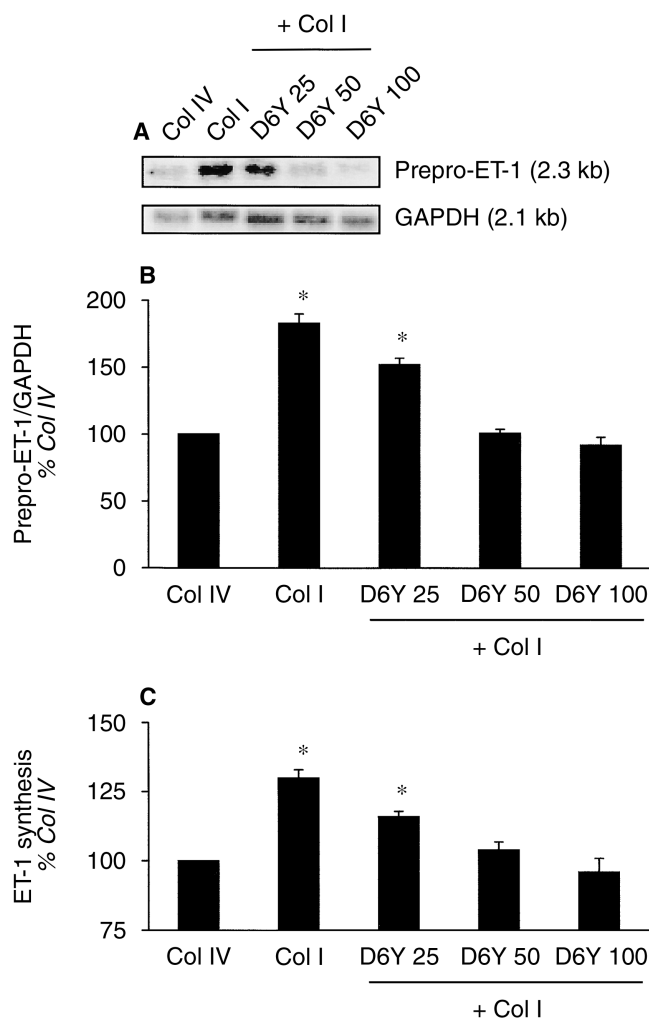 + Col I
A
Col IV
Col I
D6Y 25
D6Y 50
D6Y 100
Prepro-ET-1 (2.3 kb)
GAPDH (2.1 kb)
B
Prepro-ET-1/GAPDH
% Col IV
200
150
100
50
0
*
*
Col IV
Col I
D6Y 25
D6Y 50
D6Y 100
+ Col I
C
ET-1 synthesis
% Col IV
150
125
100
75
*
*
Col IV
Col I
D6Y 25
D6Y 50
D6Y 100
+ Col I